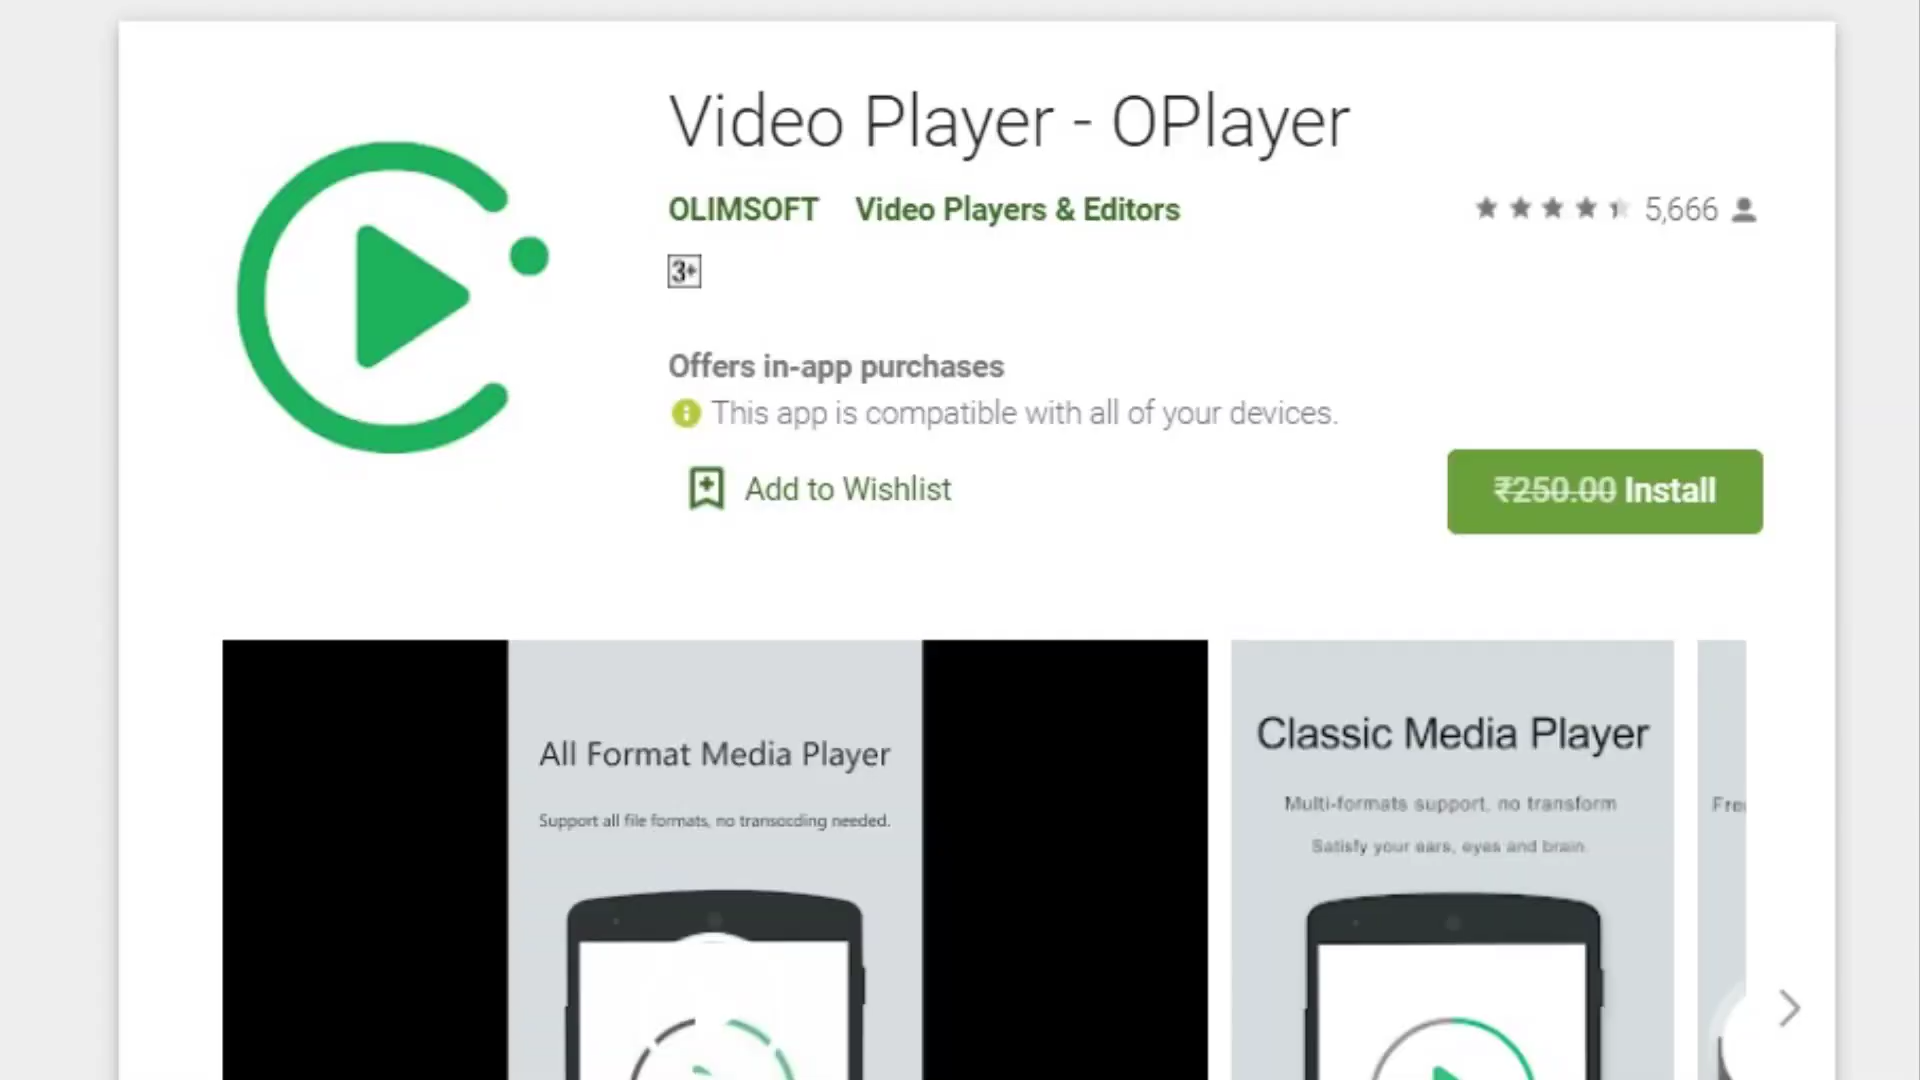 Video Player - OPlayer
OLIMSOFT Video Players & Editors 5,666
3+
Offers in-app purchases
This app is compatible with all of your devices.
Add to Wishlist
₹250.00 Install
All Format Media Player
Support all file formats, no transocding needed.
Classic Media Player
Multi-formats support, no transform
Satisfy your ears, eyes and brain